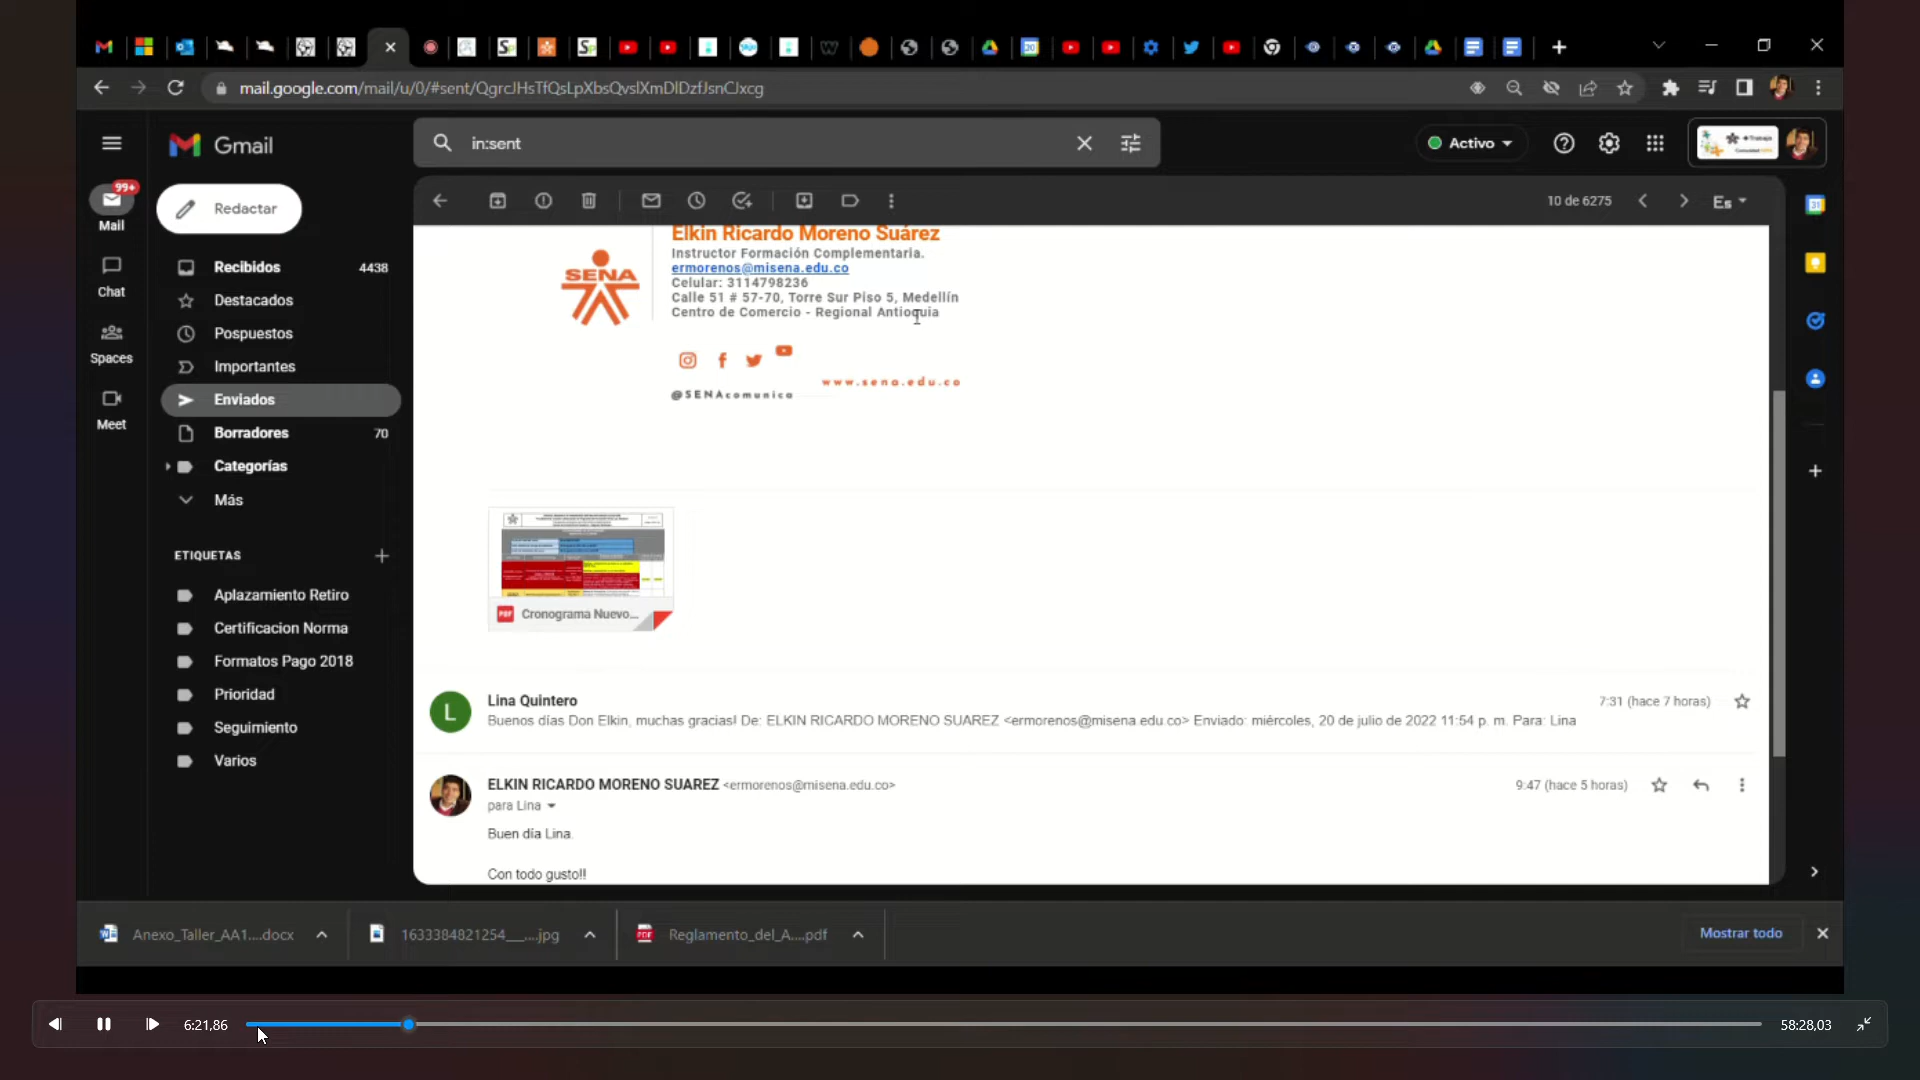 mail.google.com/mail/u/0/#sent/QgrcJHsTfQsLpXbsQvslXmDlDzfJsnCJxcg
Gmail
in:sent
Activo
99+
Mail
Redactar
10 de 6275
Es
Elkin Ricardo Moreno Suárez
Instructor Formación Complementaria.
ermorenos@misena.edu.co
Celular: 3114798236
Calle 51 # 57-70, Torre Sur Piso 5, Medellín
Centro de Comercio - Regional Antioquia
SENA
www.sena.edu.co
@SENAcomunica
Chat
Spaces
Meet
Recibidos 4438
Destacados
Pospuestos
Importantes
Enviados
Borradores 70
Categorías
Más
ETIQUETAS
Aplazamiento Retiro
Certificacion Norma
Formatos Pago 2018
Prioridad
Seguimiento
Varios
PDF Cronograma Nuevo...
L
Lina Quintero
7:31 (hace 7 horas)
Buenos días Don Elkin, muchas gracias! De: ELKIN RICARDO MORENO SUAREZ <ermorenos@misena.edu.co> Enviado: miércoles, 20 de julio de 2022 11:54 p. m. Para: Lina
ELKIN RICARDO MORENO SUAREZ <ermorenos@misena.edu.co>
9:47 (hace 5 horas)
para Lina
Buen día Lina.
Con todo gusto!!
Anexo_Taller_AA1....docx
1633384821254___....jpg
Reglamento_del_A....pdf
Mostrar todo
6:21,86
58:28,03